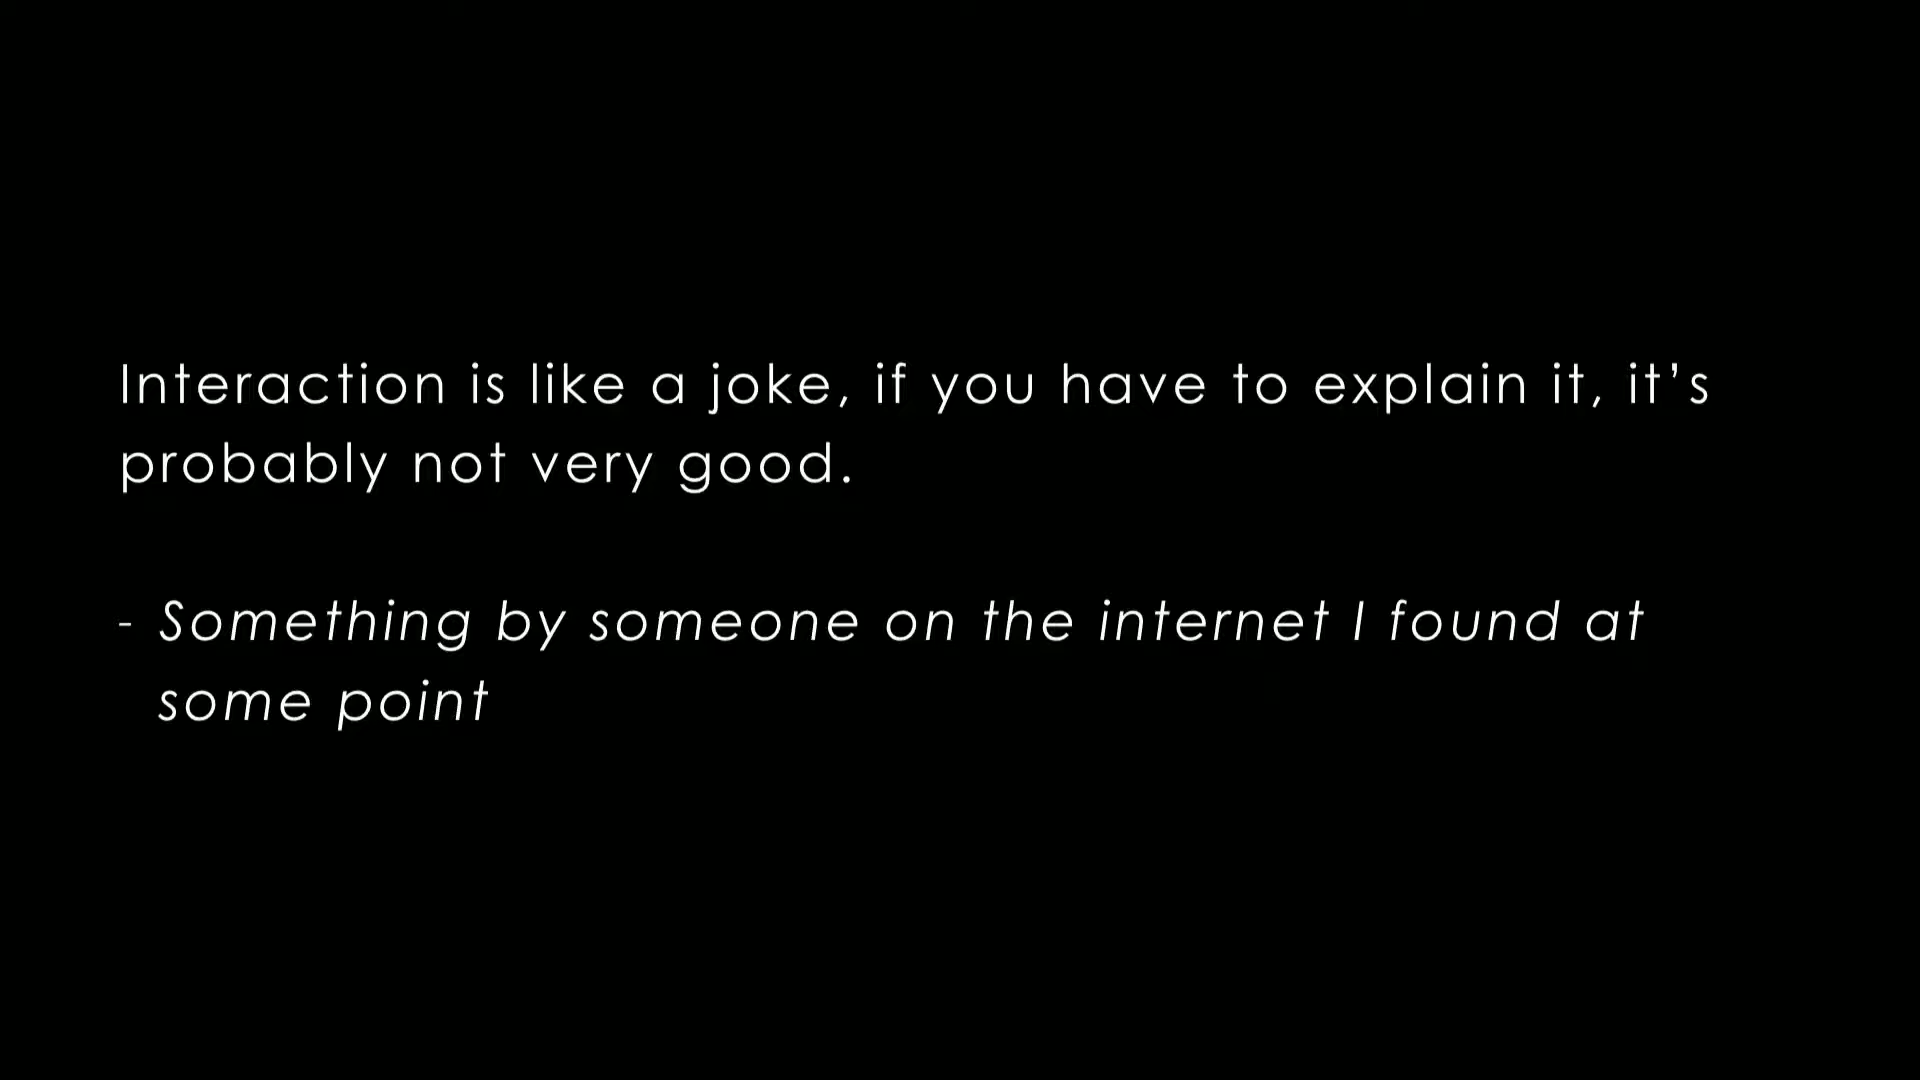 Interaction is like a joke, if you have to explain it, it’s
probably not very good.
- Something by someone on the internet I found at
some point